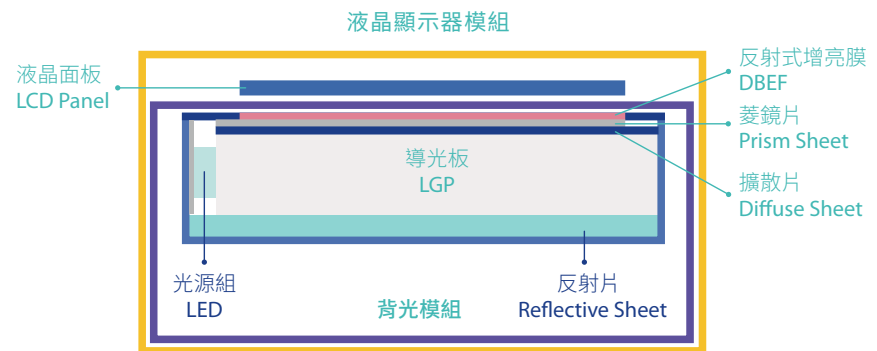 液晶顯示器模組
液晶面板
LCD Panel
反射式增亮膜
DBEF
菱鏡片
Prism Sheet
導光板
LGP
擴散片
Diffuse Sheet
光源組
LED
背光模組
反射片
Reflective Sheet